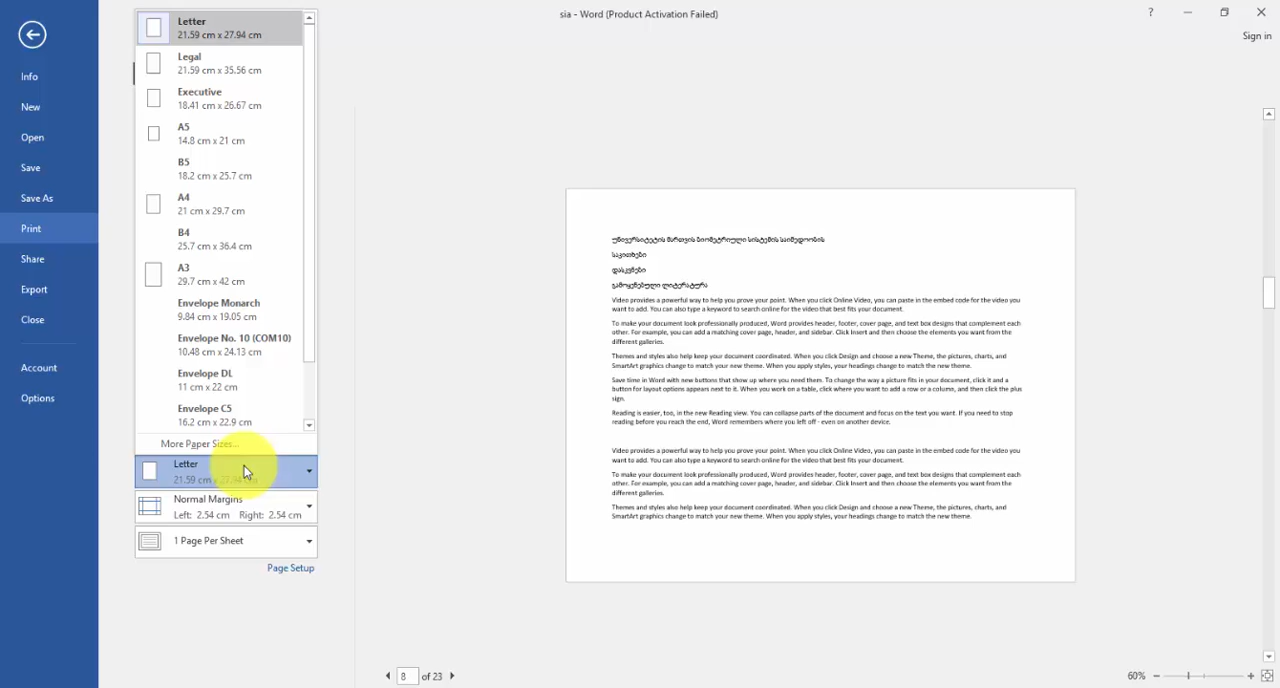 sia - Word (Product Activation Failed)
?
Sign in
Info
New
Open
Save
Save As
Print
Share
Export
Close
Account
Options
Letter
21.59 cm x 27.94 cm
Legal
21.59 cm x 35.56 cm
Executive
18.41 cm x 26.67 cm
A5
14.8 cm x 21 cm
B5
18.2 cm x 25.7 cm
A4
21 cm x 29.7 cm
B4
25.7 cm x 36.4 cm
A3
29.7 cm x 42 cm
Envelope Monarch
9.84 cm x 19.05 cm
Envelope No. 10 (COM10)
10.48 cm x 24.13 cm
Envelope DL
11 cm x 22 cm
Envelope C5
16.2 cm x 22.9 cm
More Paper Sizes...
Letter
21.59 cm x 27.94 cm
Normal Margins
Left: 2.54 cm Right: 2.54 cm
1 Page Per Sheet
Page Setup
უნივერსიტეტის მართვის ბიომეტრიული სისტემის საიმედოობის
საკითხები
დასკვნები
გამოყენებული ლიტერატურა
Video provides a powerful way to help you prove your point. When you click Online Video, you can paste in the embed code for the video you
want to add. You can also type a keyword to search online for the video that best fits your document.
To make your document look professionally produced, Word provides header, footer, cover page, and text box designs that complement each
other. For example, you can add a matching cover page, header, and sidebar. Click Insert and then choose the elements you want from the
different galleries.
Themes and styles also help keep your document coordinated. When you click Design and choose a new Theme, the pictures, charts, and
SmartArt graphics change to match your new theme. When you apply styles, your headings change to match the new theme.
Save time in Word with new buttons that show up where you need them. To change the way a picture fits in your document, click it and a
button for layout options appears next to it. When you work on a table, click where you want to add a row or a column, and then click the plus
sign.
Reading is easier, too, in the new Reading view. You can collapse parts of the document and focus on the text you want. If you need to stop
reading before you reach the end, Word remembers where you left off - even on another device.
Video provides a powerful way to help you prove your point. When you click Online Video, you can paste in the embed code for the video you
want to add. You can also type a keyword to search online for the video that best fits your document.
To make your document look professionally produced, Word provides header, footer, cover page, and text box designs that complement each
other. For example, you can add a matching cover page, header, and sidebar. Click Insert and then choose the elements you want from the
different galleries.
Themes and styles also help keep your document coordinated. When you click Design and choose a new Theme, the pictures, charts, and
SmartArt graphics change to match your new theme. When you apply styles, your headings change to match the new theme.
8 of 23
60%